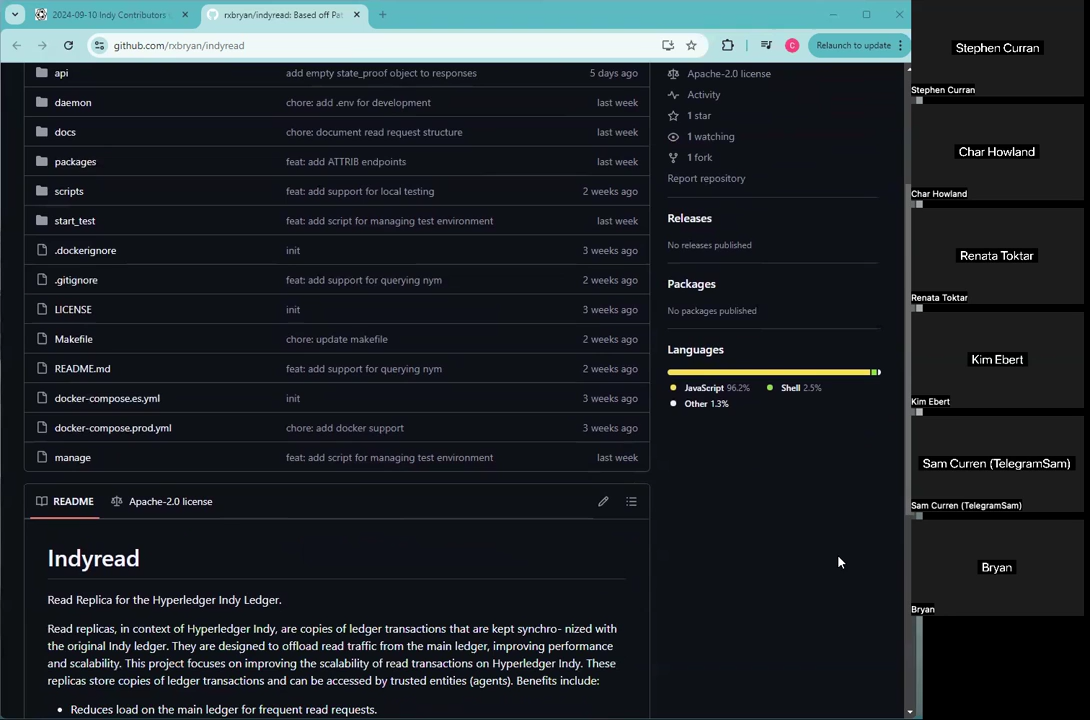 2024-09-10 Indy Contributors
rxbryan/indyread: Based off Pat
github.com/rxbryan/indyread
C
Relaunch to update
api add empty state_proof object to responses 5 days ago
daemon chore: add .env for development last week
docs chore: document read request structure last week
packages feat: add ATTRIB endpoints last week
scripts feat: add support for local testing 2 weeks ago
start_test feat: add script for managing test environment last week
.dockerignore init 3 weeks ago
.gitignore feat: add support for querying nym 2 weeks ago
LICENSE init 3 weeks ago
Makefile chore: update makefile 2 weeks ago
README.md feat: add support for querying nym 2 weeks ago
docker-compose.es.yml init 3 weeks ago
docker-compose.prod.yml chore: add docker support 3 weeks ago
manage feat: add script for managing test environment last week
README
Apache-2.0 license
Indyread
Read Replica for the Hyperledger Indy Ledger.
Read replicas, in context of Hyperledger Indy, are copies of ledger transactions that are kept synchro- nized with
the original Indy ledger. They are designed to offload read traffic from the main ledger, improving performance
and scalability. This project focuses on improving the scalability of read transactions on Hyperledger Indy. These
replicas store copies of ledger transactions and can be accessed by trusted entities (agents). Benefits include:
• Reduces load on the main ledger for frequent read requests.
Apache-2.0 license
Activity
1 star
1 watching
1 fork
Report repository
Releases
No releases published
Packages
No packages published
Languages
JavaScript 96.2% Shell 2.5%
Other 1.3%
Stephen Curran
Stephen Curran
Char Howland
Char Howland
Renata Toktar
Renata Toktar
Kim Ebert
Kim Ebert
Sam Curren (TelegramSam)
Sam Curren (TelegramSam)
Bryan
Bryan